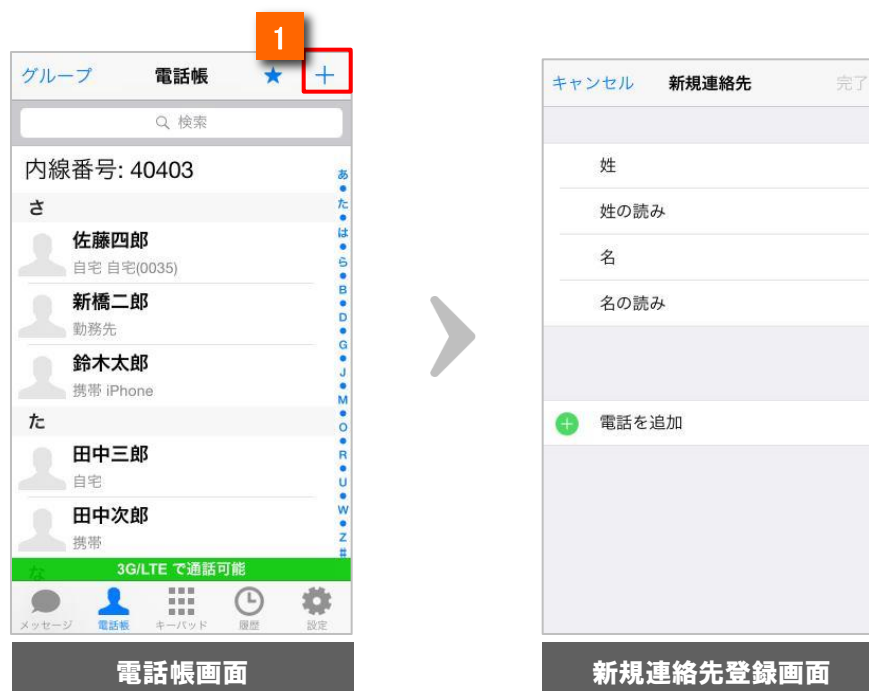 1
グループ 電話帳 ★ ＋
検索
内線番号: 40403
さ
佐藤四郎
自宅 自宅(0035)
新橋二郎
勤務先
鈴木太郎
携帯 iPhone
た
田中三郎
自宅
田中次郎
携帯
な
3G/LTE で通話可能
メッセージ 電話帳 キーパッド 履歴 設定
あ
た
は
ら
B
D
G
J
M
O
R
U
W
Z
#
電話帳画面
キャンセル 新規連絡先 完了
姓
姓の読み
名
名の読み
電話を追加
新規連絡先登録画面